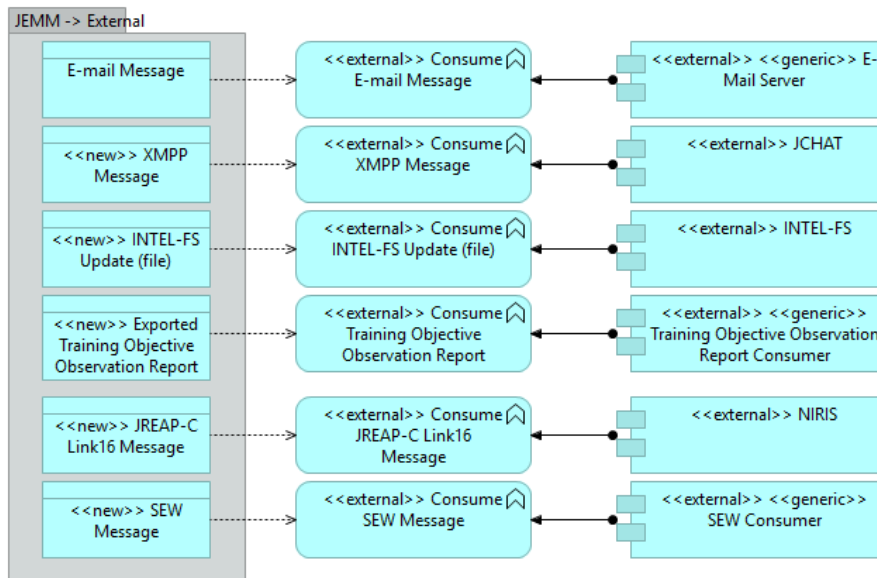 JEMM -> External
E-mail Message
<<external>> Consume
E-mail Message
<<external>> <<generic>> E-
Mail Server
<<new>> XMPP
Message
<<external>> Consume
XMPP Message
<<external>> JCHAT
<<new>> INTEL-FS
Update (file)
<<external>> Consume
INTEL-FS Update (file)
<<external>> INTEL-FS
<<new>> Exported
Training Objective
Observation Report
<<external>> Consume
Training Objective
Observation Report
<<external>> <<generic>>
Training Objective Observation
Report Consumer
<<new>> JREAP-C
Link16 Message
<<external>> Consume
JREAP-C Link16
Message
<<external>> NIRIS
<<new>> SEW
Message
<<external>> Consume
SEW Message
<<external>> <<generic>>
SEW Consumer